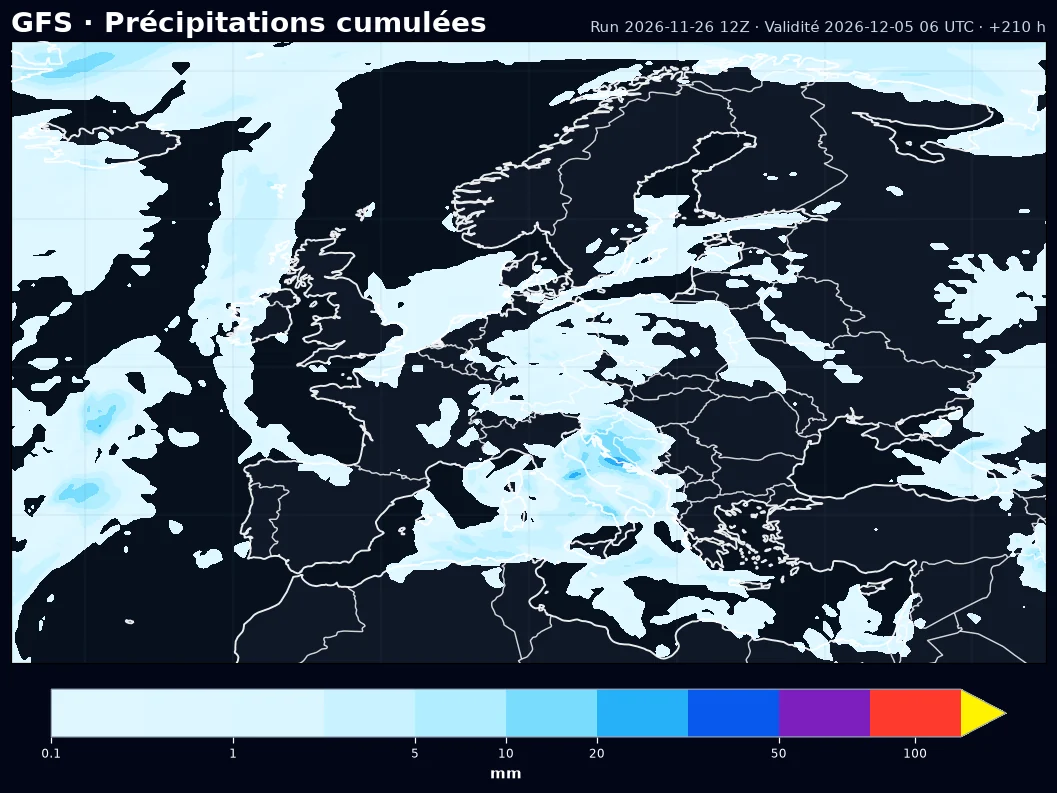 GFS · Précipitations cumulées
Run 2026-11-26 12Z · Validité 2026-12-05 06 UTC · +210 h
0.1 1 5 10 20 50 100
mm